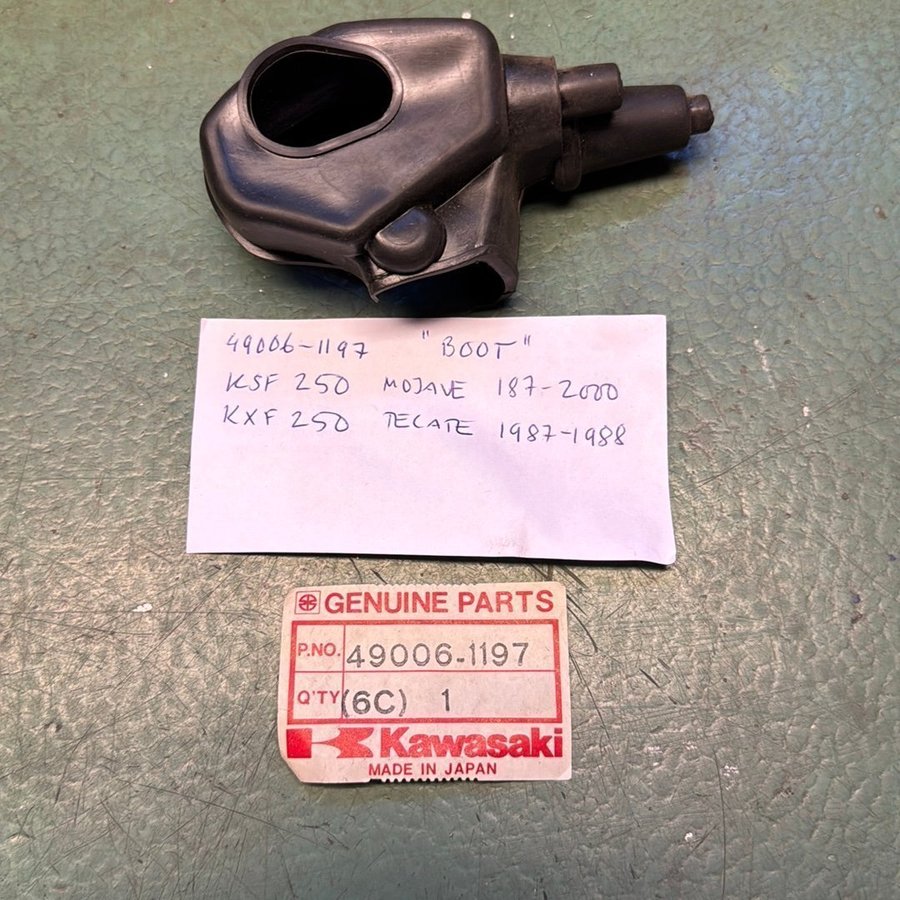 49006-1197 "BOOT"
KSF 250 MOJAVE 187-2000
KXF 250 TECATE 1987-1988
GENUINE PARTS
P.NO. 49006-1197
Q'TY (6C) 1
Kawasaki
MADE IN JAPAN